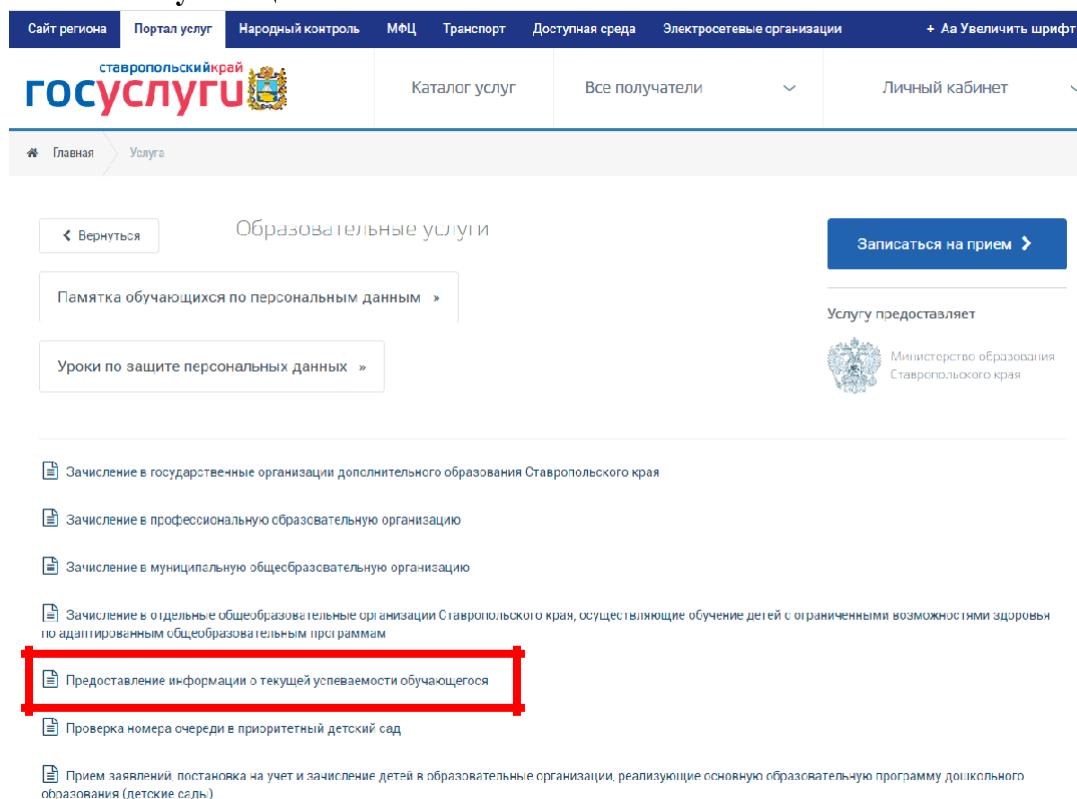 Сайт региона Портал услуг Народный контроль МФЦ Транспорт Доступная среда Электросетевые организации + Аа Увеличить шрифт
ставропольский край
госуслуги
Каталог услуг Все получатели Личный кабинет
Главная Услуга
Вернуться Образовательные услуги
Записаться на прием
Памятка обучающихся по персональным данным »
Услугу предоставляет
Министерство образования
Ставропольского края
Уроки по защите персональных данных »
Зачисление в государственные организации дополнительного образования Ставропольского края
Зачисление в профессиональную образовательную организацию
Зачисление в муниципальную общеобразовательную организацию
Зачисление в отдельные общеобразовательные организации Ставропольского края, осуществляющие обучение детей с ограниченными возможностями здоровья
по адаптированным общеобразовательным программам
Предоставление информации о текущей успеваемости обучающегося
Проверка номера очереди в приоритетный детский сад
Прием заявлений, постановка на учет и зачисление детей в образовательные организации, реализующие основную образовательную программу дошкольного
образования (детские сады)